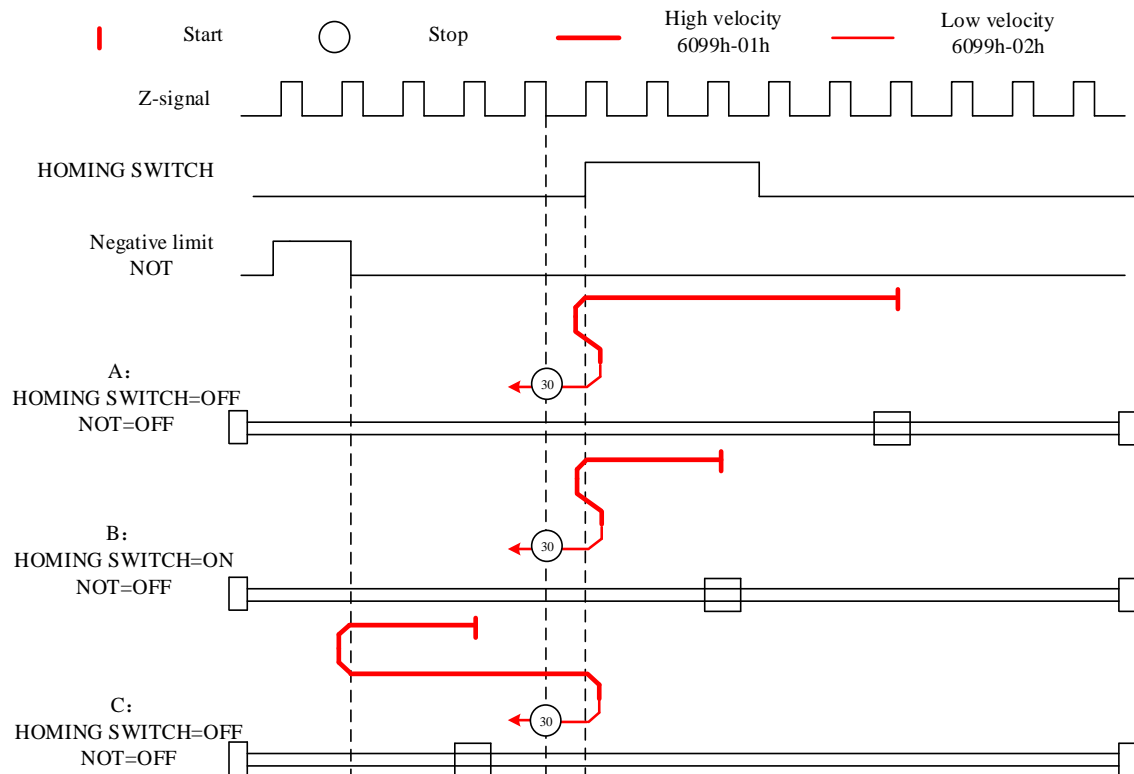 Start
Stop
High velocity
6099h-01h
Low velocity
6099h-02h
Z-signal
HOMING SWITCH
Negative limit
NOT
A:
HOMING SWITCH=OFF
NOT=OFF
30
B:
HOMING SWITCH=ON
NOT=OFF
30
C:
HOMING SWITCH=OFF
NOT=OFF
30